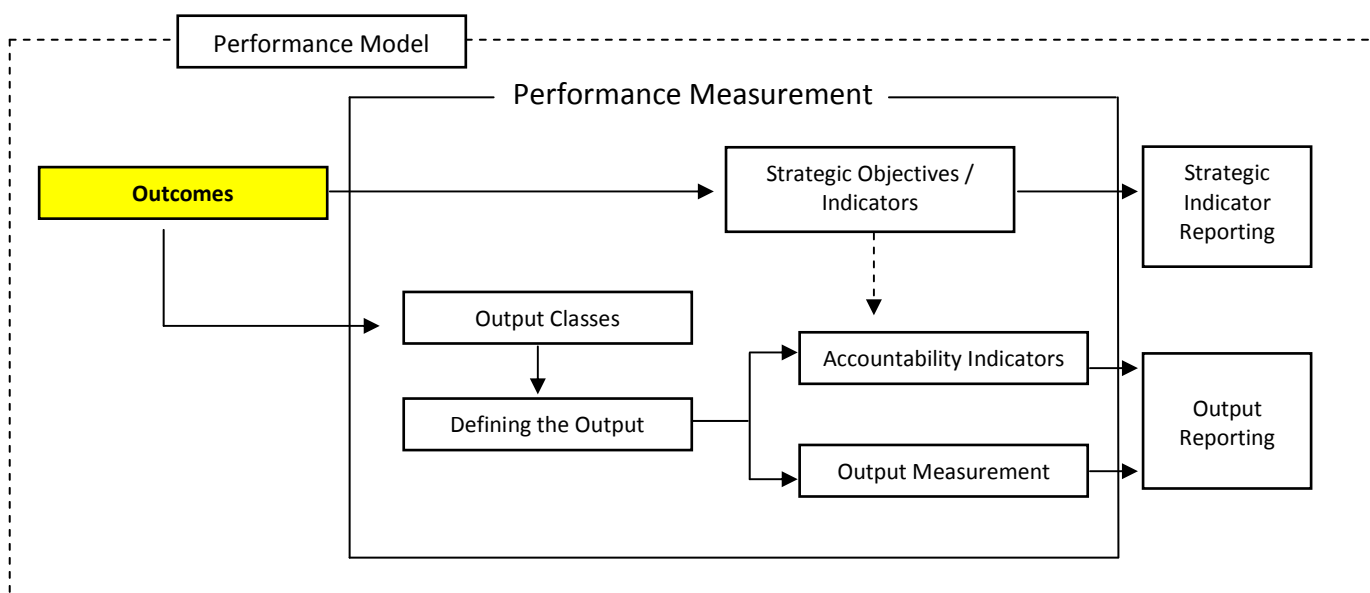 Performance Model
Performance Measurement
Outcomes
Strategic Objectives /
Indicators
Strategic
Indicator
Reporting
Output Classes
Accountability Indicators
Defining the Output
Output
Reporting
Output Measurement